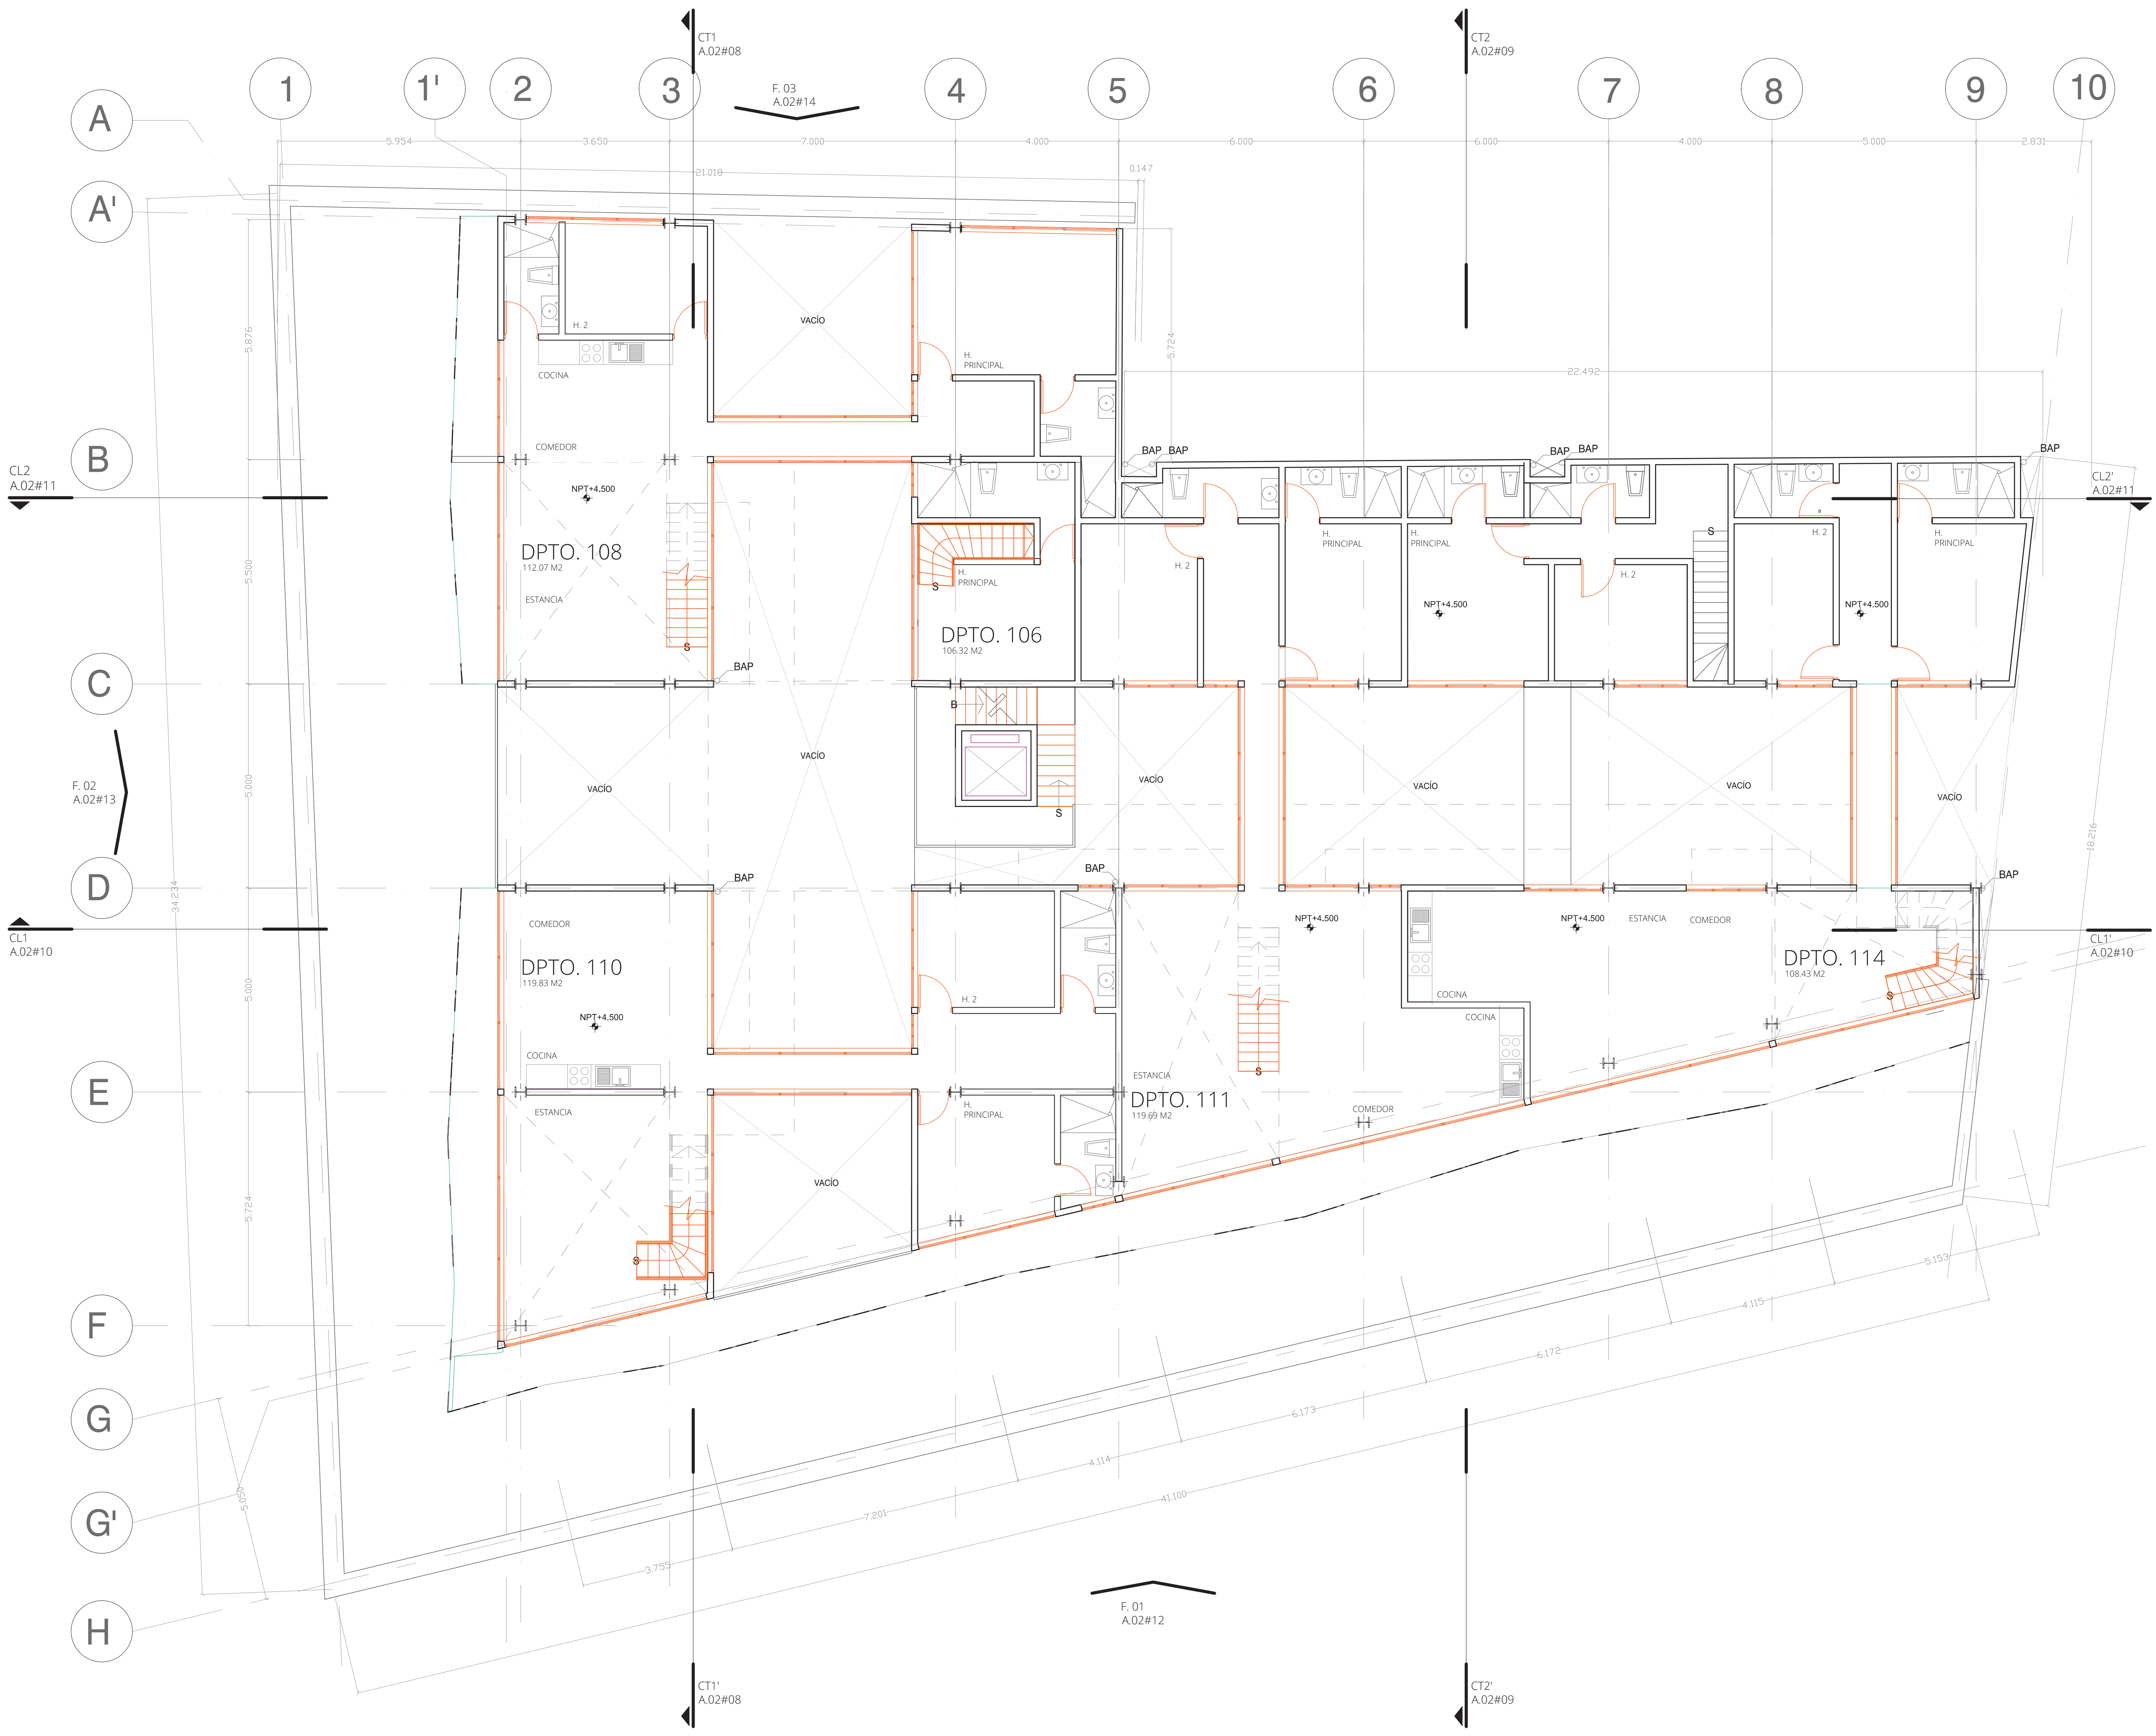 CT1
A.02#08
CT2
A.02#09
F. 03
A.02#14
1
1'
2
3
4
5
6
7
8
9
10
A
A'
B
C
D
E
F
G
G'
H
5.954
3.650
7.000
4.000
6.000
6.000
4.000
5.000
2.831
21.018
0.147
5.876
5.724
22.492
VACÍO
H. 2
COCINA
H.
PRINCIPAL
COMEDOR
BAP
BAP
BAP
BAP
BAP
CL2
A.02#11
CL2'
A.02#11
NPT+4.500
DPTO. 108
112.07 M2
ESTANCIA
S
5.500
H.
PRINCIPAL
S
DPTO. 106
106.32 M2
H. 2
H.
PRINCIPAL
H.
PRINCIPAL
NPT+4.500
H. 2
S
H. 2
NPT+4.500
H.
PRINCIPAL
BAP
B
S
VACÍO
VACÍO
VACÍO
VACÍO
VACÍO
VACÍO
5.000
F. 02
A.02#13
18.216
34.234
BAP
BAP
BAP
CL1
A.02#10
CL1'
A.02#10
COMEDOR
DPTO. 110
119.83 M2
NPT+4.500
COCINA
ESTANCIA
S
5.000
5.724
H. 2
VACÍO
H.
PRINCIPAL
NPT+4.500
S
ESTANCIA
DPTO. 111
119.69 M2
COCINA
COMEDOR
NPT+4.500
ESTANCIA
COMEDOR
COCINA
DPTO. 114
108.43 M2
S
5.050
3.755
7.201
4.114
6.173
6.172
4.115
5.153
41.100
F. 01
A.02#12
CT1'
A.02#08
CT2'
A.02#09